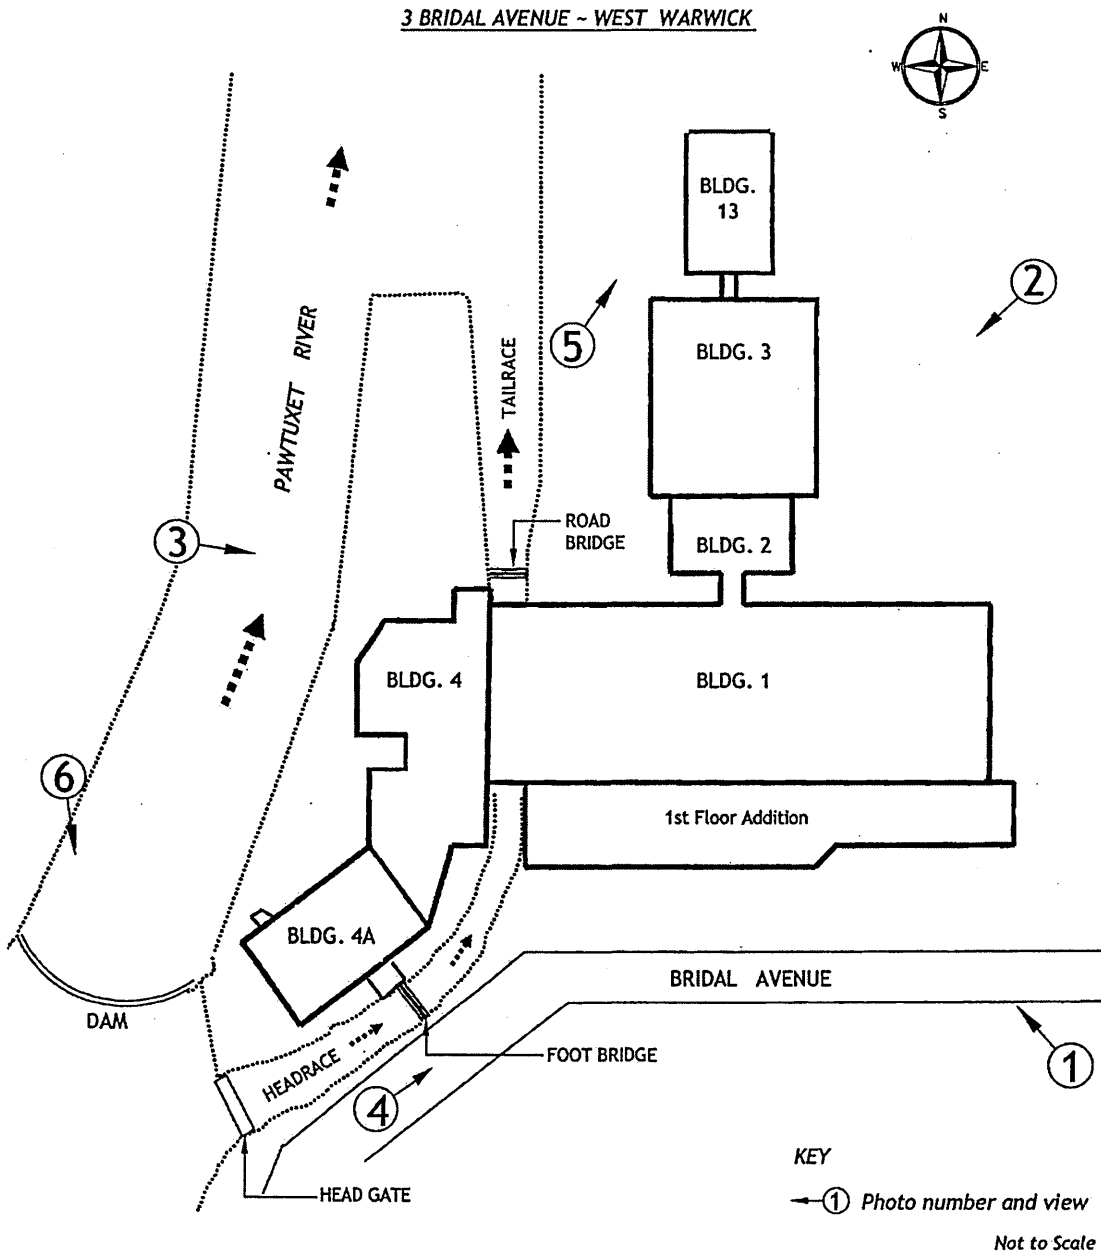 3 BRIDAL AVENUE ~ WEST WARWICK
N
W
E
S
BLDG.
13
2
PAWTUXET RIVER
5
BLDG. 3
TAILRACE
3
ROAD
BRIDGE
BLDG. 2
BLDG. 4
BLDG. 1
6
1st Floor Addition
BLDG. 4A
BRIDAL AVENUE
DAM
FOOT BRIDGE
HEADRACE
1
4
KEY
HEAD GATE
1 Photo number and view
Not to Scale